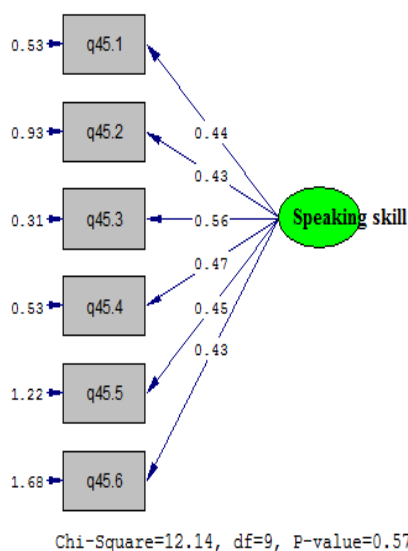 0.53 q45.1
0.44
0.93 q45.2
0.43
0.31 q45.3
0.56
Speaking skill
0.47
0.53 q45.4
0.45
1.22 q45.5
0.43
1.68 q45.6
Chi-Square=12.14, df=9, P-value=0.57